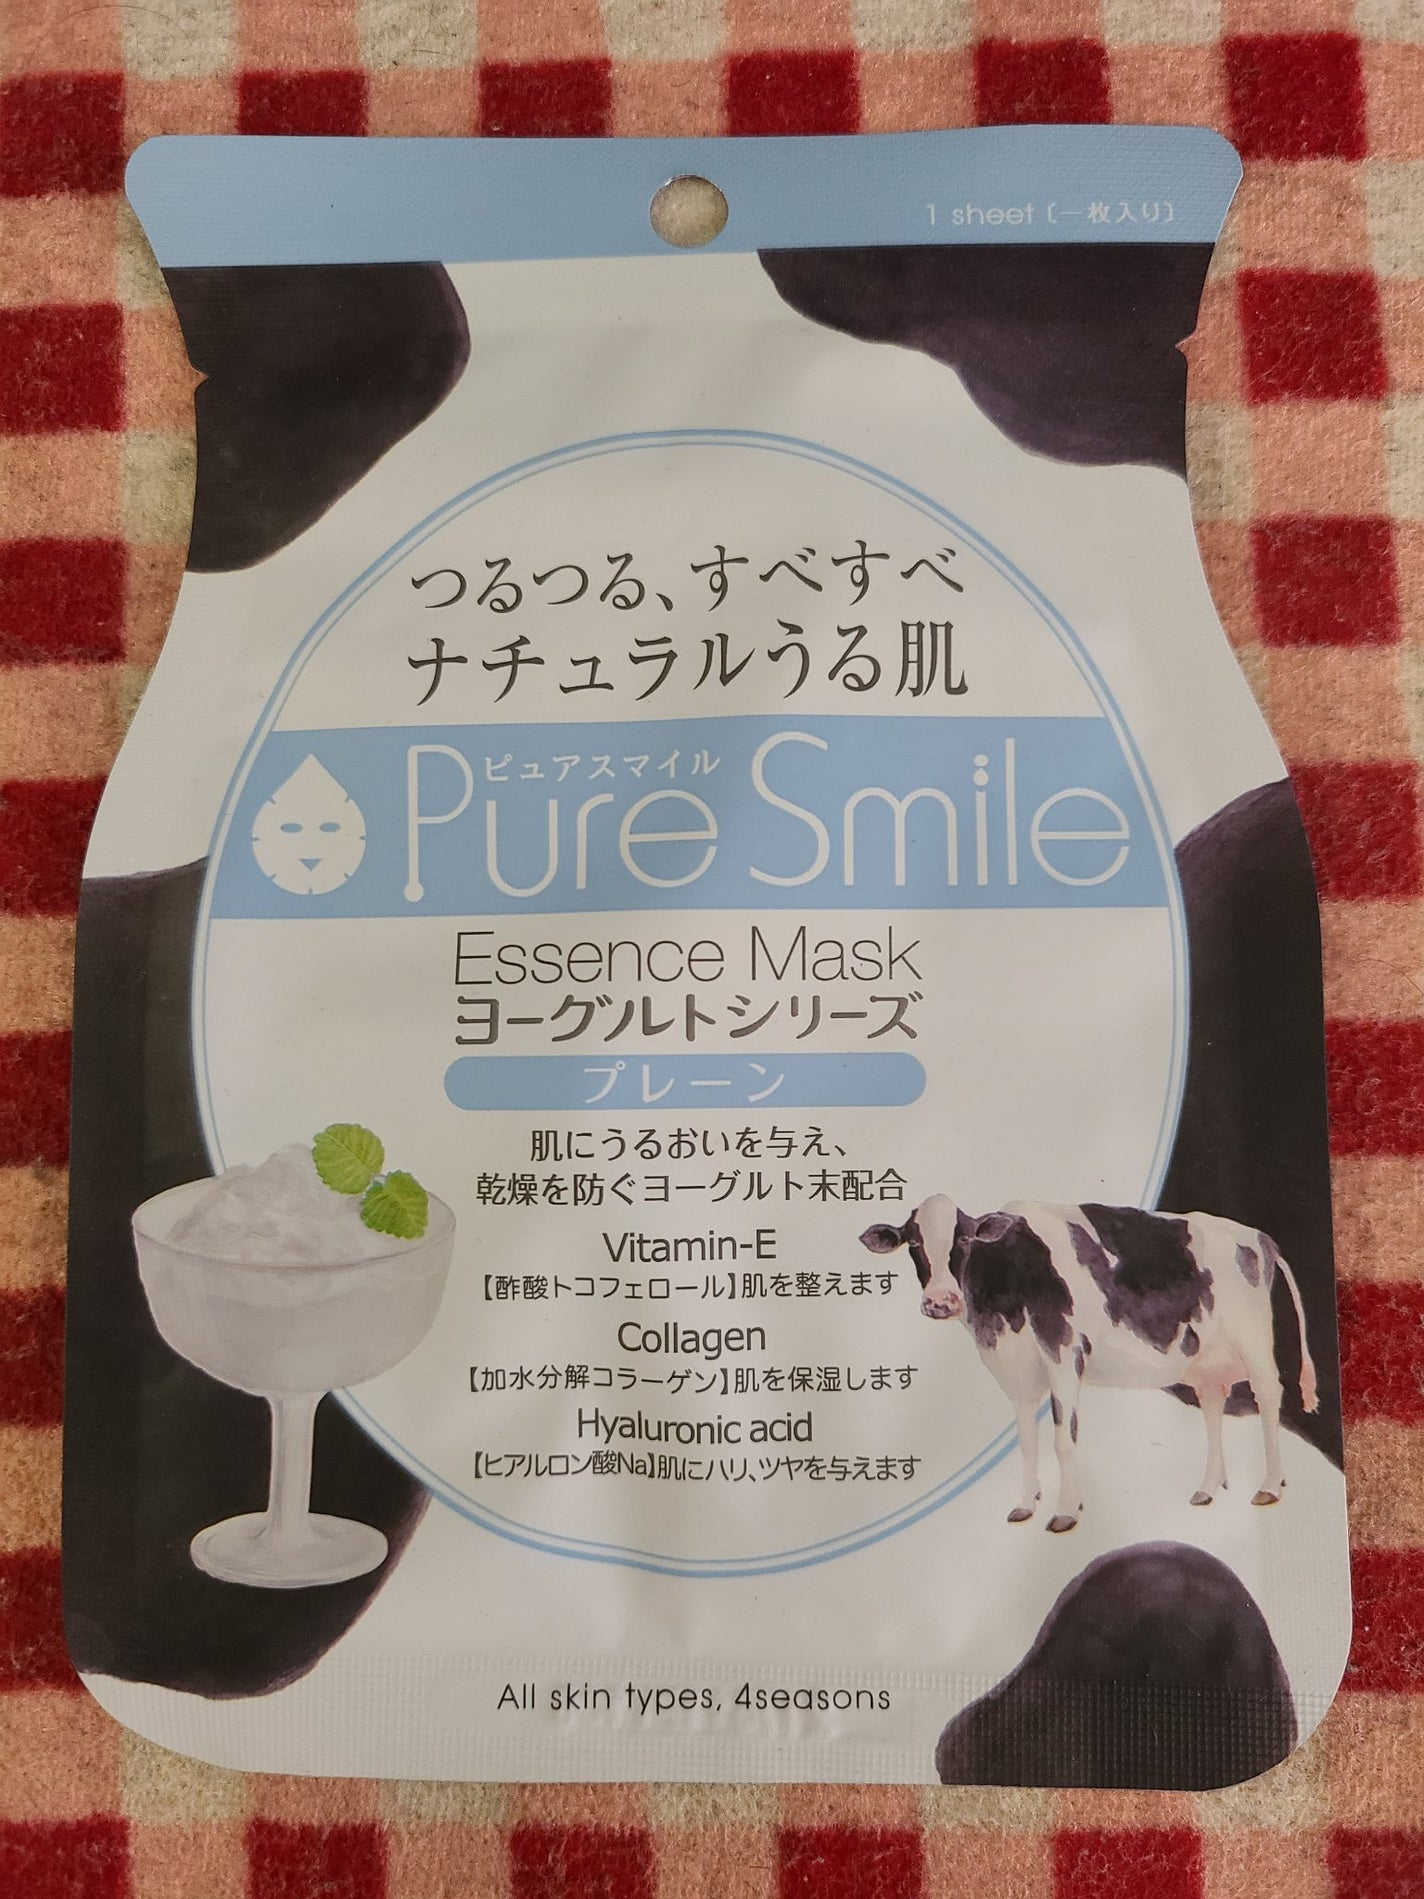 1 sheet〔一枚入り〕
つるつる、すべすべ
ナチュラルうる肌
ピュアスマイル
Pure Smile
Essence Mask
ヨーグルトシリーズ
プレーン
肌にうるおいを与え、
乾燥を防ぐヨーグルト末配合
Vitamin-E
【酢酸トコフェロール】肌を整えます
Collagen
【加水分解コラーゲン】肌を保湿します
Hyaluronic acid
【ヒアルロン酸Na】肌にハリ、ツヤを与えます
All skin types, 4seasons